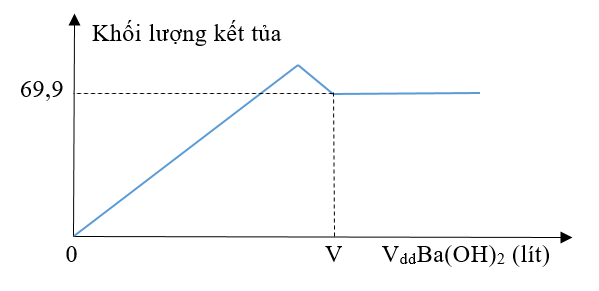 Khối lượng kết tủa
69,9
0
V
VddBa(OH)2 (lít)